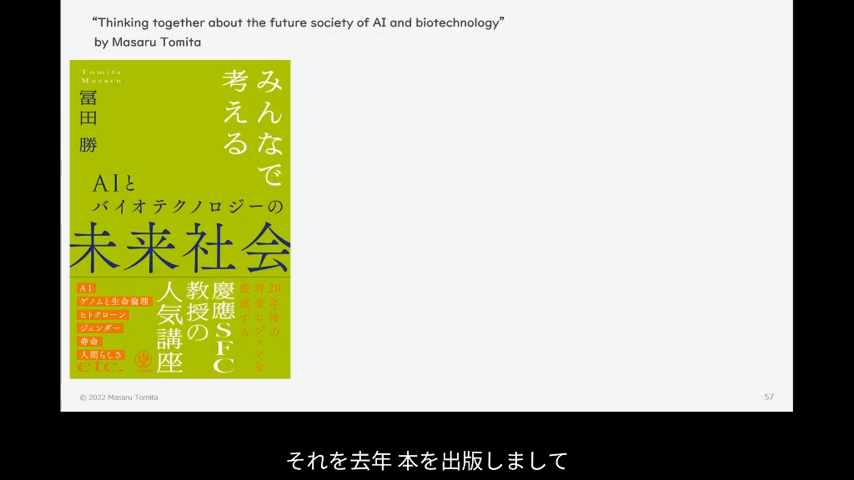 “Thinking together about the future society of AI and biotechnology”
by Masaru Tomita
Tomita
Masaru
冨田 勝
みんなで
考える
AIと
バイオテクノロジーの
未来社会
20年後の
将来ビジョンを
養成する
慶應SFC
教授の
人気講座
AI
ゲノムと生命倫理
ヒトクローン
ジェンダー
寿命
人間らしさ
etc.
© 2022 Masaru Tomita
57
それを去年 本を出版しまして